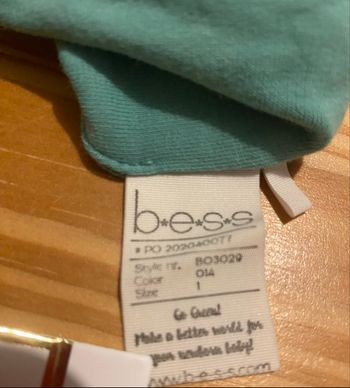 b*e*s*s
# PO 202040077
Style nr. BO3029
Color 014
Size 1
Go Green!
Make a better world for
your newborn baby!
www.b-e-s-s.com